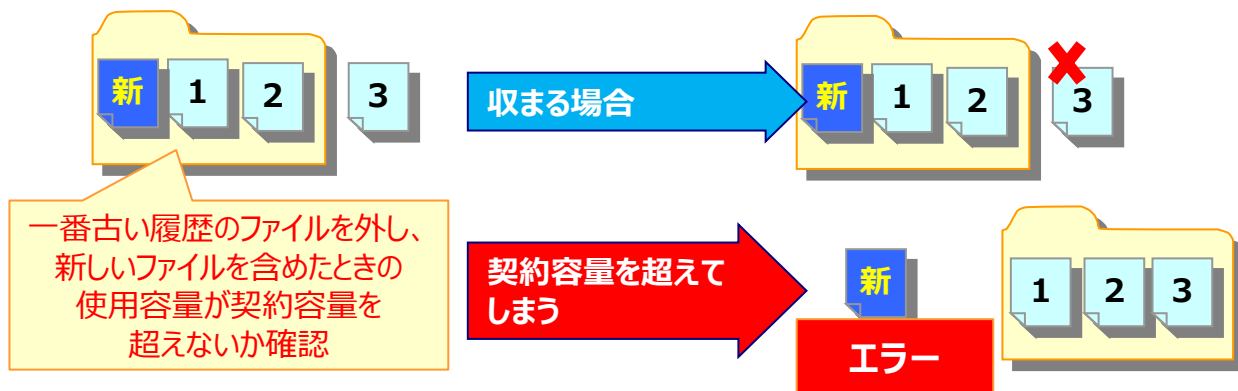 新
1
2
3
収まる場合
新
1
2
3
一番古い履歴のファイルを外し、
新しいファイルを含めたときの
使用容量が契約容量を
超えないか確認
契約容量を超えて
しまう
新
エラー
1
2
3